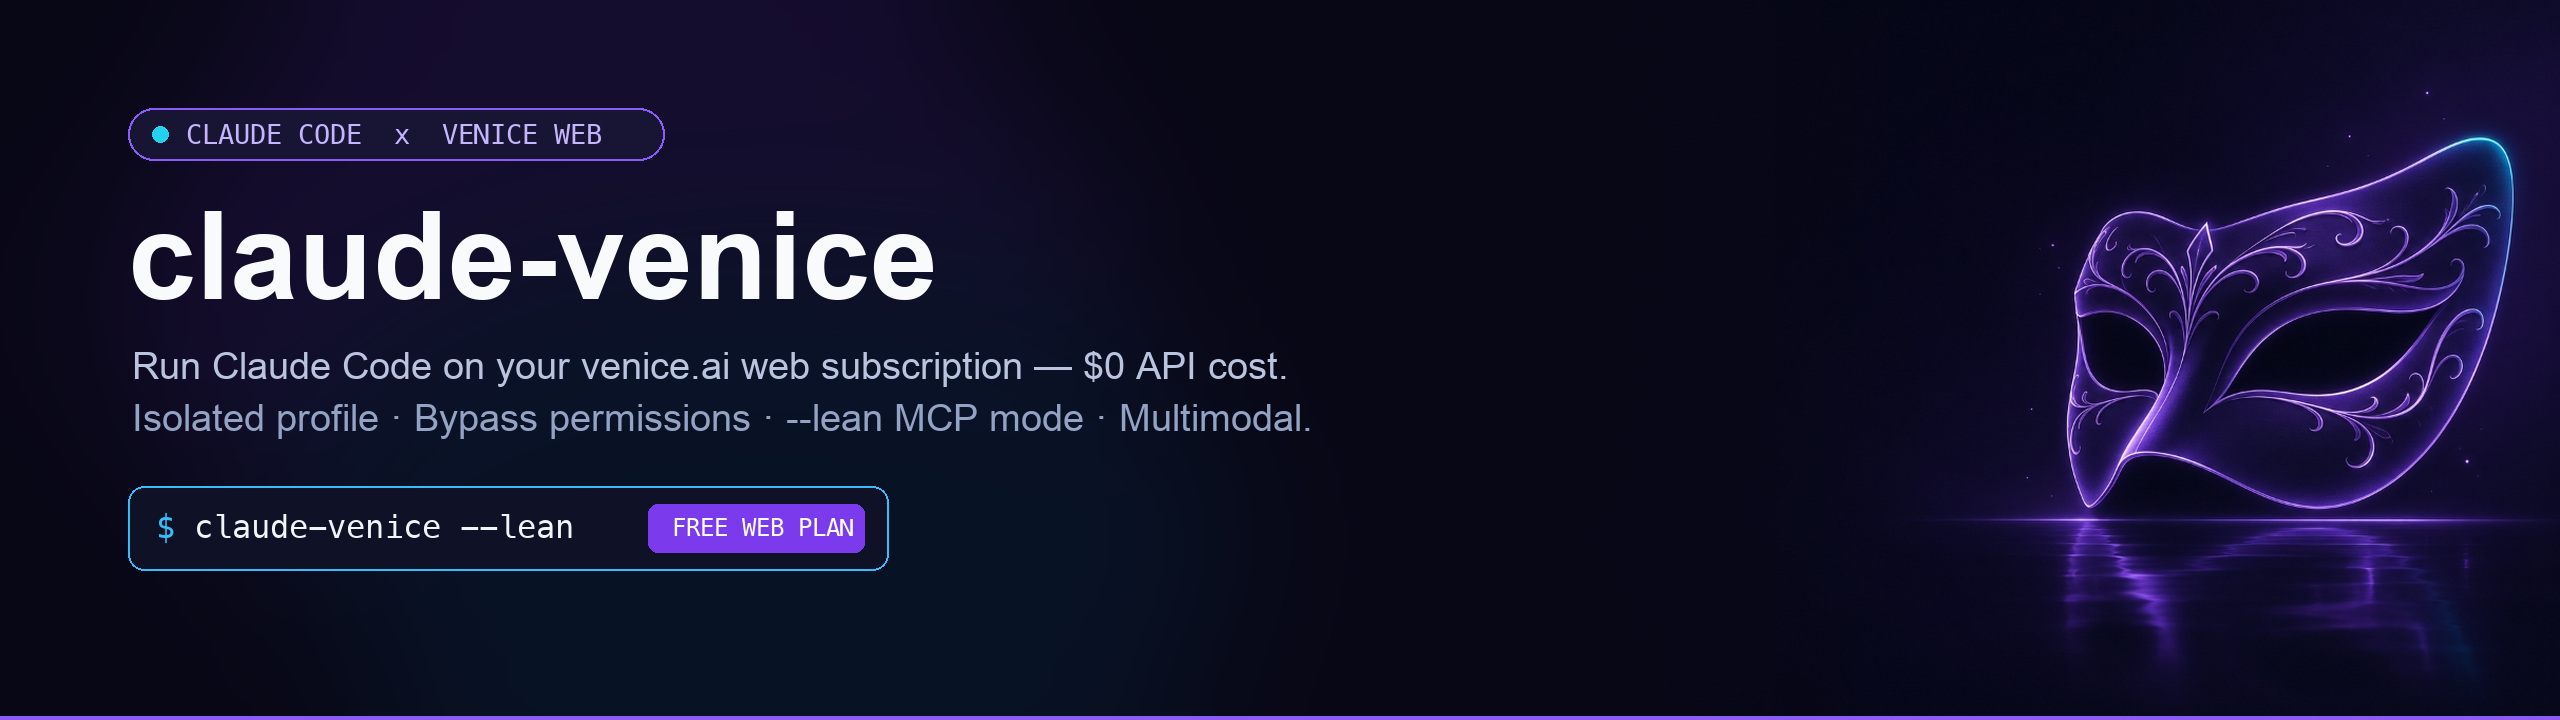 CLAUDE CODE x VENICE WEB
claude-venice
Run Claude Code on your venice.ai web subscription — $0 API cost.
Isolated profile · Bypass permissions · --lean MCP mode · Multimodal.
$ claude-venice --lean FREE WEB PLAN